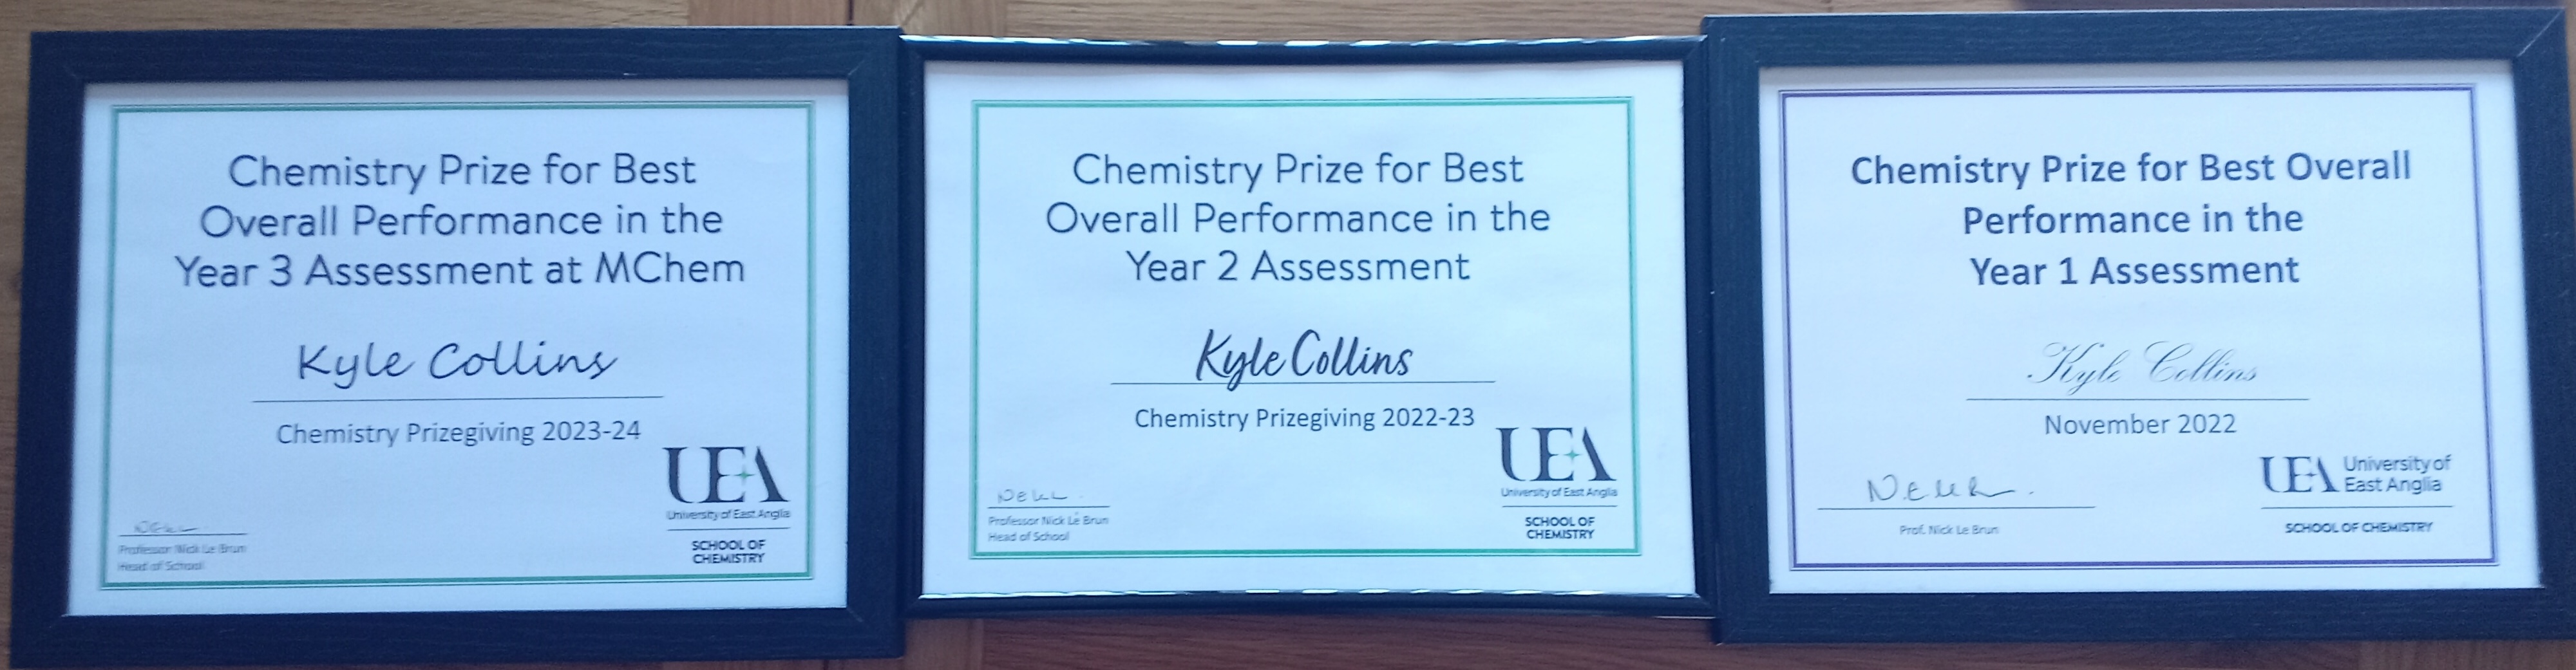 Chemistry Prize for Best
Overall Performance in the
Year 3 Assessment at MChem
Kyle Collins
Chemistry Prizegiving 2023-24
Professor Nick Le Brun
Head of School
UEA
University of East Anglia
SCHOOL OF
CHEMISTRY
Chemistry Prize for Best
Overall Performance in the
Year 2 Assessment
Kyle Collins
Chemistry Prizegiving 2022-23
Professor Nick Le Brun
Head of School
UEA
University of East Anglia
SCHOOL OF
CHEMISTRY
Chemistry Prize for Best Overall
Performance in the
Year 1 Assessment
Kyle Collins
November 2022
Prof. Nick Le Brun
UEA University of
East Anglia
SCHOOL OF CHEMISTRY